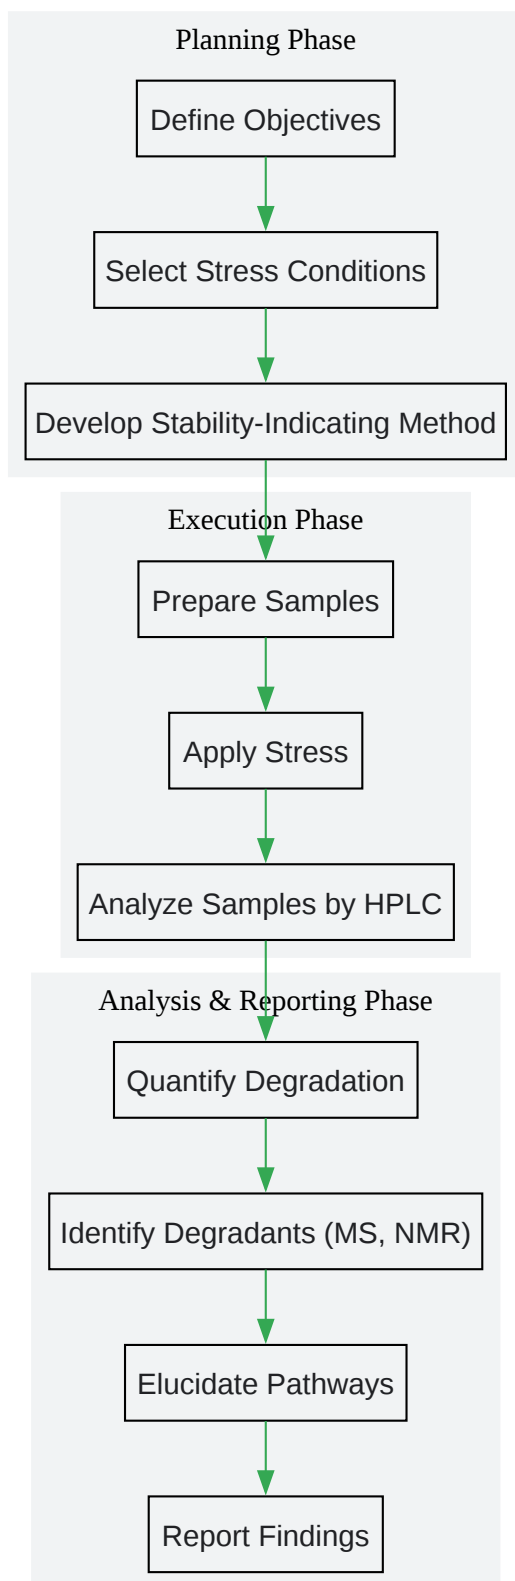 Planning Phase
Define Objectives
Select Stress Conditions
Develop Stability-Indicating Method
Execution Phase
Prepare Samples
Apply Stress
Analyze Samples by HPLC
Analysis & Reporting Phase
Quantify Degradation
Identify Degradants (MS, NMR)
Elucidate Pathways
Report Findings